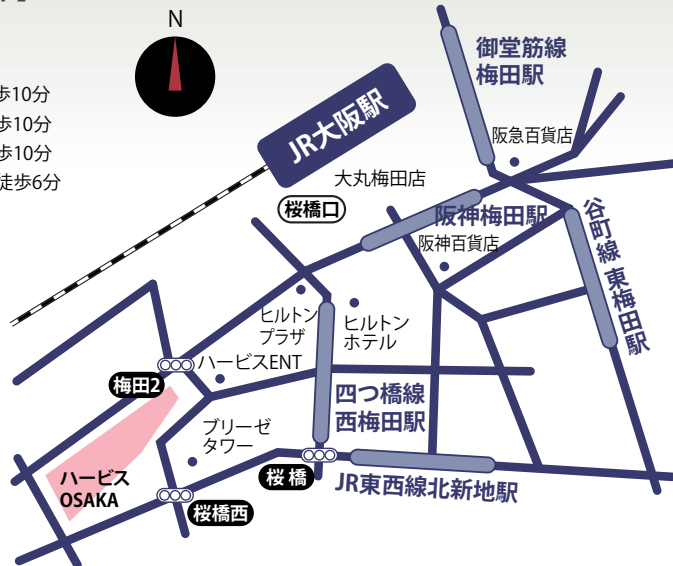 N
歩10分
歩10分
歩10分
徒歩6分
御堂筋線
梅田駅
JR大阪駅
阪急百貨店
大丸梅田店
桜橋口
阪神梅田駅
阪神百貨店
谷町線 東梅田駅
ヒルトン
プラザ
ヒルトン
ホテル
ハービスENT
梅田2
四つ橋線
西梅田駅
ブリーゼ
タワー
ハービス
OSAKA
桜橋
JR東西線北新地駅
桜橋西